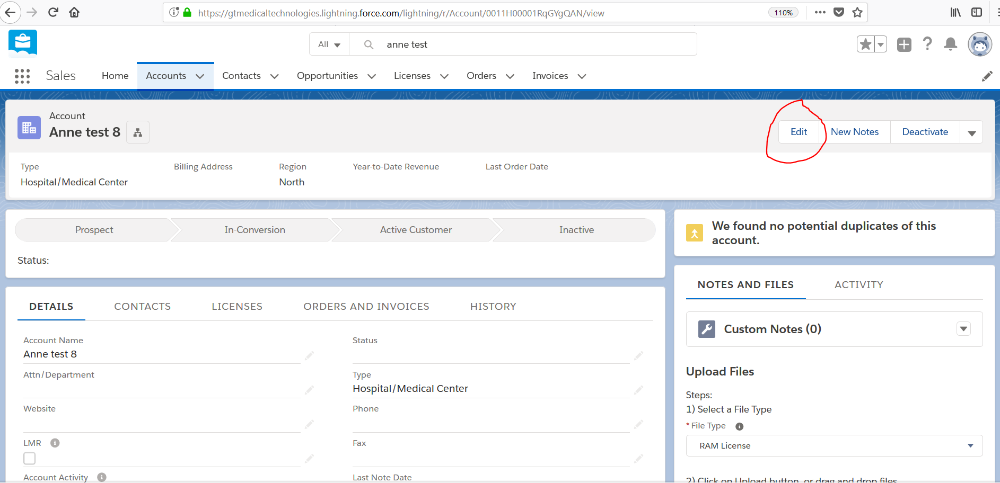 https://gtmedicaltechnologies.lightning.force.com/lightning/r/Account/0011H00001RqGYgQAN/view
110%
All
anne test
Sales
Home
Accounts
Contacts
Opportunities
Licenses
Orders
Invoices
Account
Anne test 8
Edit
New Notes
Deactivate
Type
Billing Address
Region
Year-to-Date Revenue
Last Order Date
Hospital/Medical Center
North
Prospect
In-Conversion
Active Customer
Inactive
Status:
We found no potential duplicates of this
account.
DETAILS
CONTACTS
LICENSES
ORDERS AND INVOICES
HISTORY
Account Name
Anne test 8
Status
Attn/Department
Type
Hospital/Medical Center
Website
Phone
LMR
Fax
Account Activity
Last Note Date
NOTES AND FILES
ACTIVITY
Custom Notes (0)
Upload Files
Steps:
1) Select a File Type
* File Type
RAM License
2) Click on Upload button, or drag and drop files